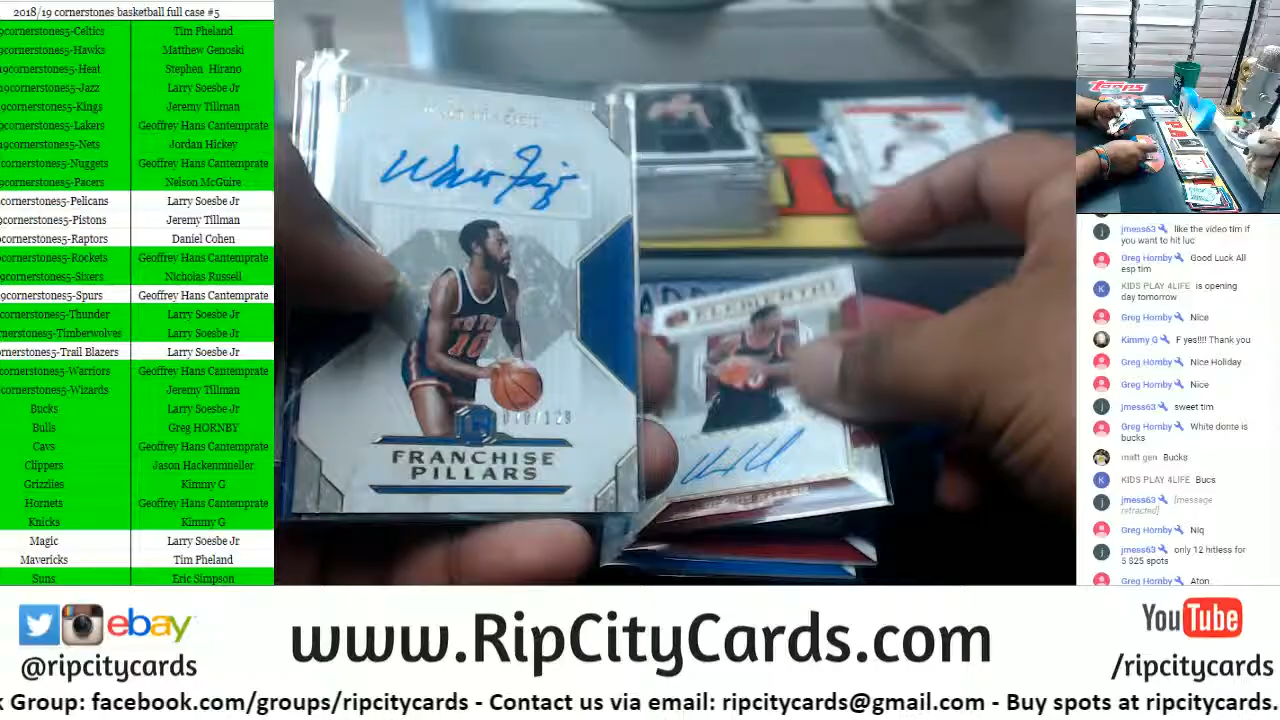 2018/19 cornerstones basketball full case #5
9cornerstones5-Celtics Tim Pheland
9cornerstones5-Hawks Matthew Genoski
19cornerstones5-Heat Stephen Hirano
19cornerstones5-Jazz Larry Soesbe Jr
9cornerstones5-Kings Jeremy Tillman
9cornerstones5-Lakers Geoffrey Hans Cantemprate
19cornerstones5-Nets Jordan Hickey
cornerstones5-Nuggets Geoffrey Hans Cantemprate
9cornerstones5-Pacers Nelson McGuire
cornerstones5-Pelicans Larry Soesbe Jr
9cornerstones5-Pistons Jeremy Tillman
cornerstones5-Raptors Daniel Cohen
cornerstones5-Rockets Geoffrey Hans Cantemprate
9cornerstones5-Sixers Nicholas Russell
9cornerstones5-Spurs Geoffrey Hans Cantemprate
cornerstones5-Thunder Larry Soesbe Jr
nerstones5-Timberwolves Larry Soesbe Jr
rnerstones5-Trail Blazers Larry Soesbe Jr
cornerstones5-Warriors Geoffrey Hans Cantemprate
cornerstones5-Wizards Jeremy Tillman
Bucks Larry Soesbe Jr
Bulls Greg HORNBY
Cavs Geoffrey Hans Cantemprate
Clippers Jason Hackenmueller
Grizzlies Kimmy G
Hornets Geoffrey Hans Cantemprate
Knicks Kimmy G
Magic Larry Soesbe Jr
Mavericks Tim Pheland
Suns Eric Simpson
FRANCHISE
PILLARS
Topps
jmess63 like the video tim if
you want to hit luc
Greg Hornby Good Luck All
esp tim
KIDS PLAY 4LIFE is opening
day tomorrow
Greg Hornby Nice
Kimmy G F yes!!!! Thank you
Greg Hornby Nice Holiday
Greg Hornby Nice
jmess63 sweet tim
Greg Hornby White donte is
bucks
matt gen Bucks
KIDS PLAY 4LIFE Bucs
jmess63 [message
retracted]
Greg Hornby Niq
jmess63 only 12 hitless for
5 $25 spots
Greg Hornby Aton
ebay
@ripcitycards
www.RipCityCards.com
YouTube
/ripcitycards
k Group: facebook.com/groups/ripcitycards - Contact us via email: ripcitycards@gmail.com - Buy spots at ripcitycards.